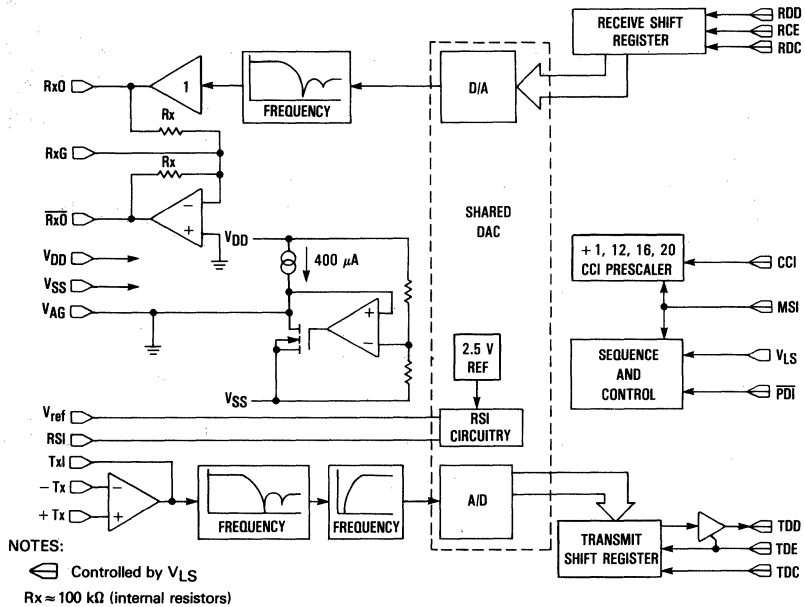 RECEIVE SHIFT
REGISTER
RDD
RCE
RDC
RxO
1
FREQUENCY
D/A
Rx
RxG
Rx
RxO
−
+
VDD
VSS
VAG
VDD
400 μA
+
−
VSS
SHARED
DAC
2.5 V
REF
+1, 12, 16, 20
CCI PRESCALER
CCI
MSI
SEQUENCE
AND
CONTROL
VLS
PDI
Vref
RSI
RSI
CIRCUITRY
TxI
− Tx
+ Tx
−
+
FREQUENCY
FREQUENCY
A/D
TRANSMIT
SHIFT REGISTER
TDD
TDE
TDC
NOTES:
Controlled by VLS
Rx ≈ 100 kΩ (internal resistors)